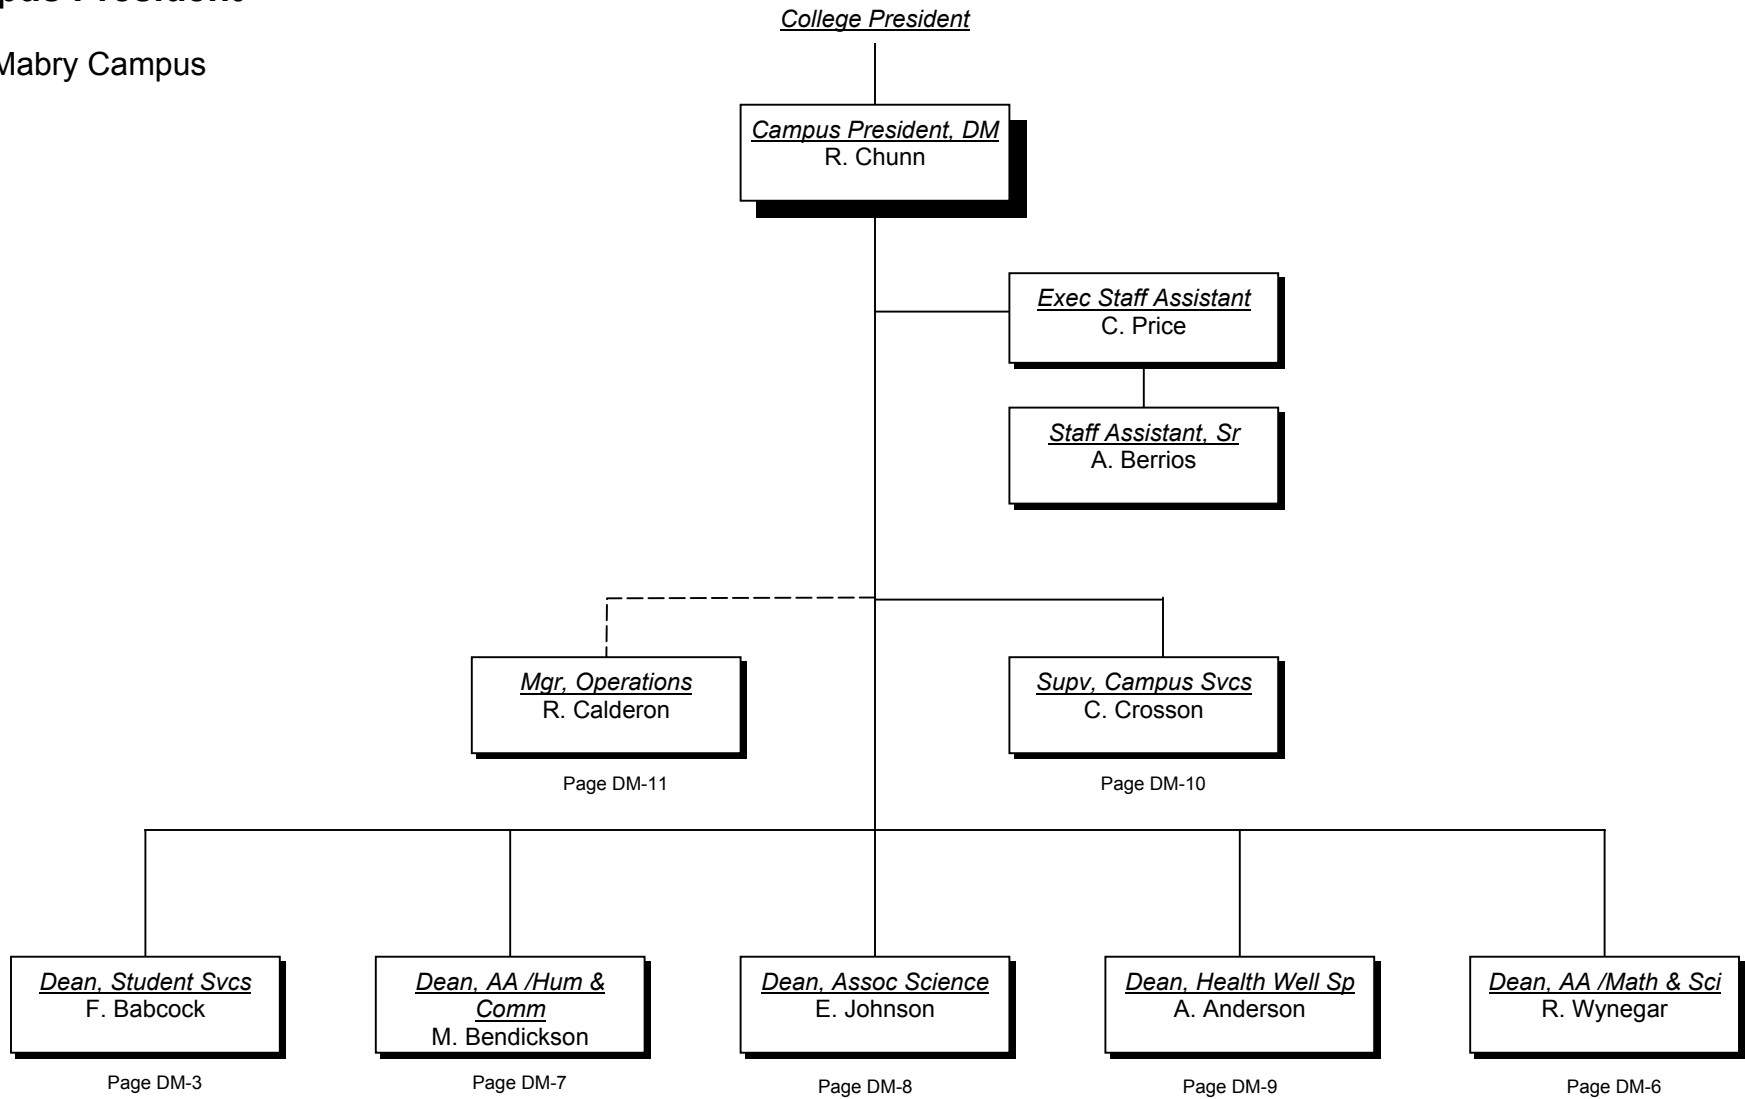 President
College President
Mabry Campus
Campus President, DM
R. Chunn
Exec Staff Assistant
C. Price
Staff Assistant, Sr
A. Berrios
Mgr, Operations
R. Calderon
Supv, Campus Svcs
C. Crosson
Page DM-11
Page DM-10
Dean, Student Svcs
F. Babcock
Dean, AA /Hum &
Comm
M. Bendickson
Dean, Assoc Science
E. Johnson
Dean, Health Well Sp
A. Anderson
Dean, AA /Math & Sci
R. Wynegar
Page DM-3
Page DM-7
Page DM-8
Page DM-9
Page DM-6